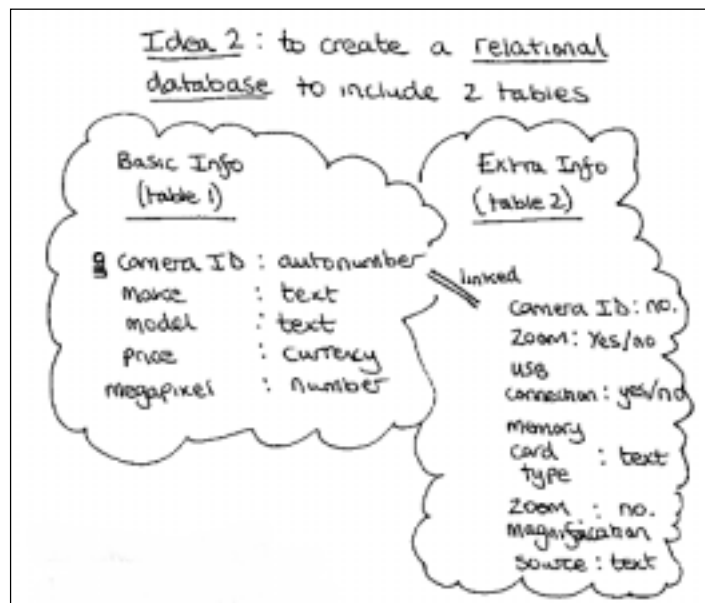 Idea 2 : to create a relational
database to include 2 tables
Basic Info
(table 1)
camera ID : autonumber
make : text
model : text
price : currency
megapixel : number
linked
Extra Info
(table 2)
camera ID : no.
Zoom : Yes/no
USB
connection : yes/no
memory
card : text
type
zoom : no.
magnification
source : text